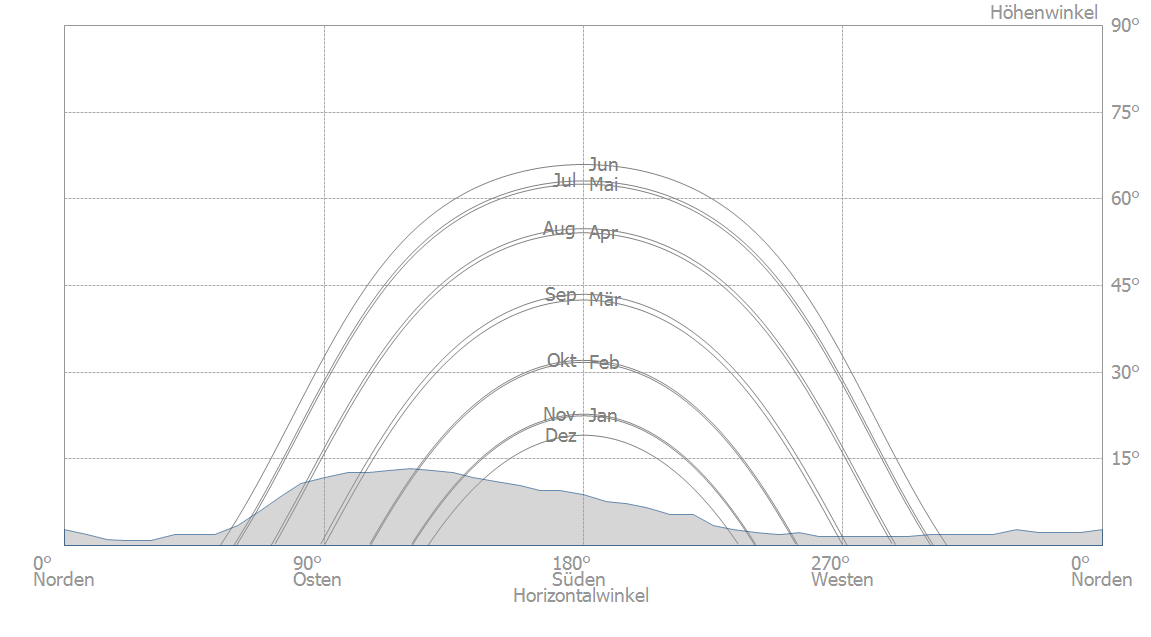 Höhenwinkel
90°
75°
Jun
Jul Mai
60°
Aug Apr
45°
Sep Mär
30°
Okt Feb
Nov Jan
Dez
15°
0° 90° 180° 270° 0°
Norden Osten Süden Westen Norden
Horizontalwinkel